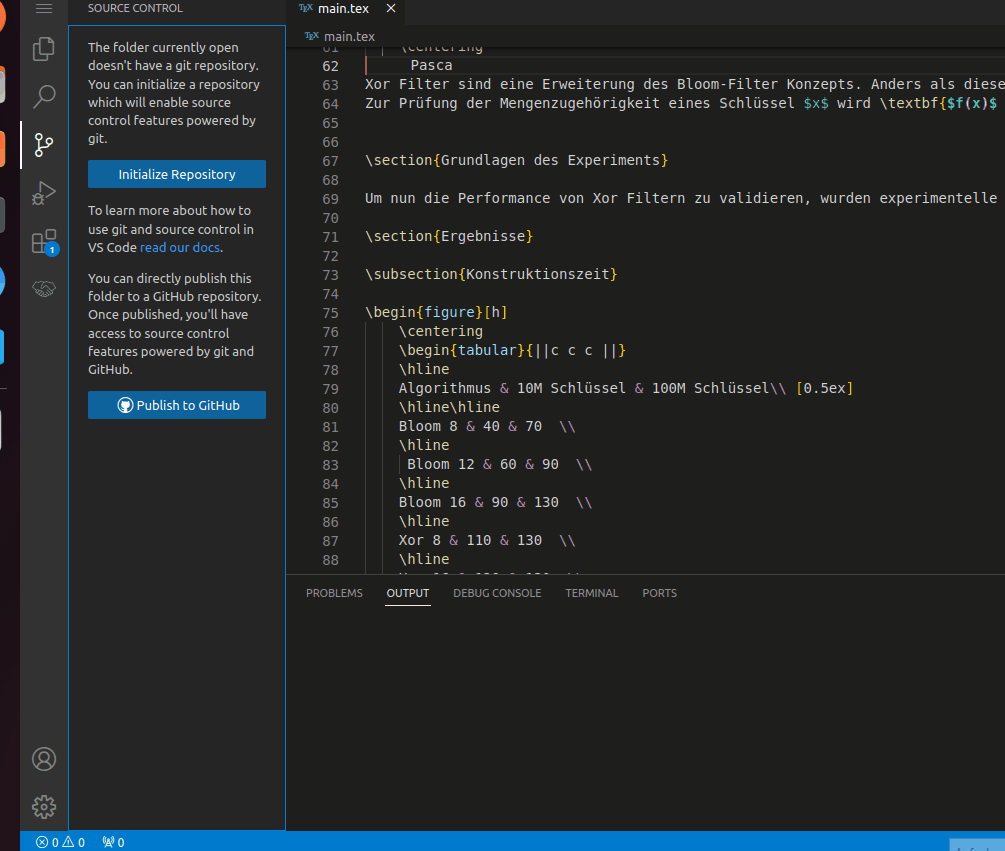 SOURCE CONTROL
The folder currently open
doesn't have a git repository.
You can initialize a repository
which will enable source
control features powered by
git.
Initialize Repository
To learn more about how to
use git and source control in
VS Code read our docs.
You can directly publish this
folder to a GitHub repository.
Once published, you'll have
access to source control
features powered by git and
GitHub.
Publish to GitHub
1
TEX main.tex
TEX main.tex
61 \centering
62 Pasca
63 Xor Filter sind eine Erweiterung des Bloom-Filter Konzepts. Anders als diese
64 Zur Prüfung der Mengenzugehörigkeit eines Schlüssel $x$ wird \textbf{$f(x)$
65
66
67 \section{Grundlagen des Experiments}
68
69 Um nun die Performance von Xor Filtern zu validieren, wurden experimentelle
70
71 \section{Ergebnisse}
72
73 \subsection{Konstruktionszeit}
74
75 \begin{figure}[h]
76 \centering
77 \begin{tabular}{||c c c ||}
78 \hline
79 Algorithmus & 10M Schlüssel & 100M Schlüssel\\ [0.5ex]
80 \hline\hline
81 Bloom 8 & 40 & 70 \\
82 \hline
83 Bloom 12 & 60 & 90 \\
84 \hline
85 Bloom 16 & 90 & 130 \\
86 \hline
87 Xor 8 & 110 & 130 \\
88 \hline
PROBLEMS OUTPUT DEBUG CONSOLE TERMINAL PORTS
0 0 0